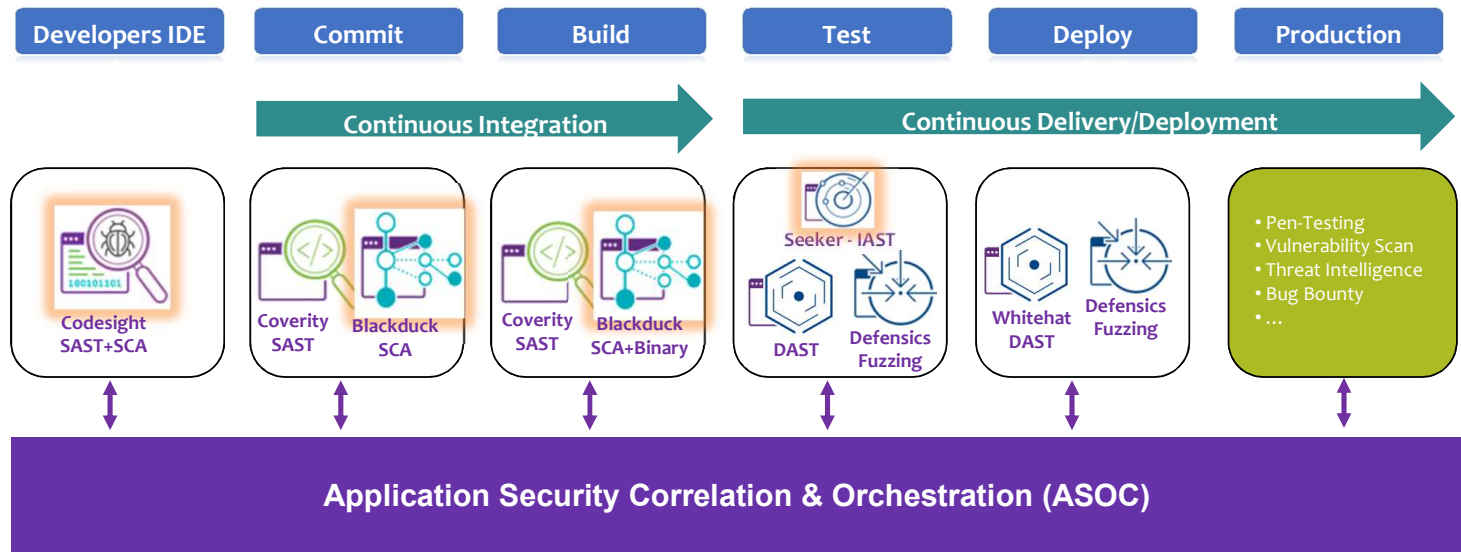 Developers IDE
Commit
Build
Test
Deploy
Production
Continuous Integration
Continuous Delivery/Deployment
100101101
Codesight
SAST+SCA
</>
Coverity
SAST
Blackduck
SCA
</>
Coverity
SAST
Blackduck
SCA+Binary
Seeker - IAST
DAST
Defensics
Fuzzing
Whitehat
DAST
Defensics
Fuzzing
• Pen-Testing
• Vulnerability Scan
• Threat Intelligence
• Bug Bounty
• ...
Application Security Correlation & Orchestration (ASOC)